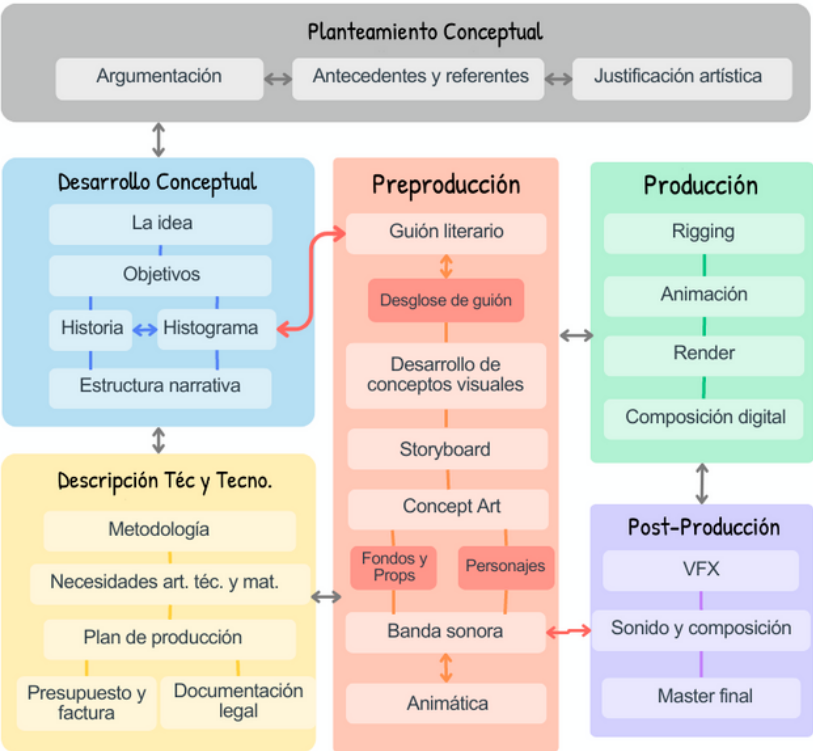 Planteamiento Conceptual
Argumentación
Antecedentes y referentes
Justificación artística
Desarrollo Conceptual
La idea
Objetivos
Historia
Histograma
Estructura narrativa
Descripción Téc y Tecno.
Metodología
Necesidades art. téc. y mat.
Plan de producción
Presupuesto y
factura
Documentación
legal
Preproducción
Guión literario
Desglose de guión
Desarrollo de
conceptos visuales
Storyboard
Concept Art
Fondos y
Props
Personajes
Banda sonora
Animática
Producción
Rigging
Animación
Render
Composición digital
Post-Producción
VFX
Sonido y composición
Master final